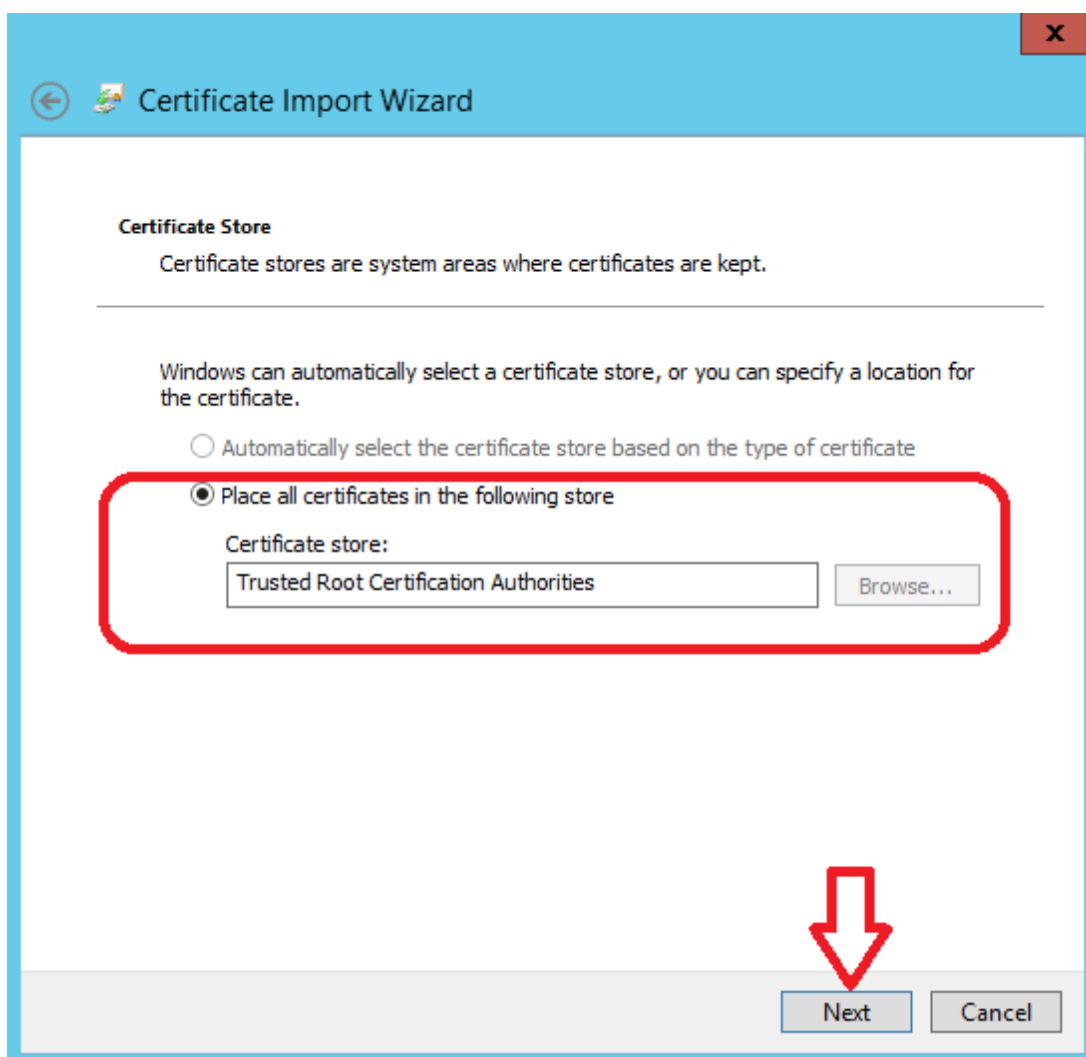 x
Certificate Import Wizard
Certificate Store
Certificate stores are system areas where certificates are kept.
Windows can automatically select a certificate store, or you can specify a location for
the certificate.
Automatically select the certificate store based on the type of certificate
Place all certificates in the following store
Certificate store:
Trusted Root Certification Authorities
Browse...
Next
Cancel